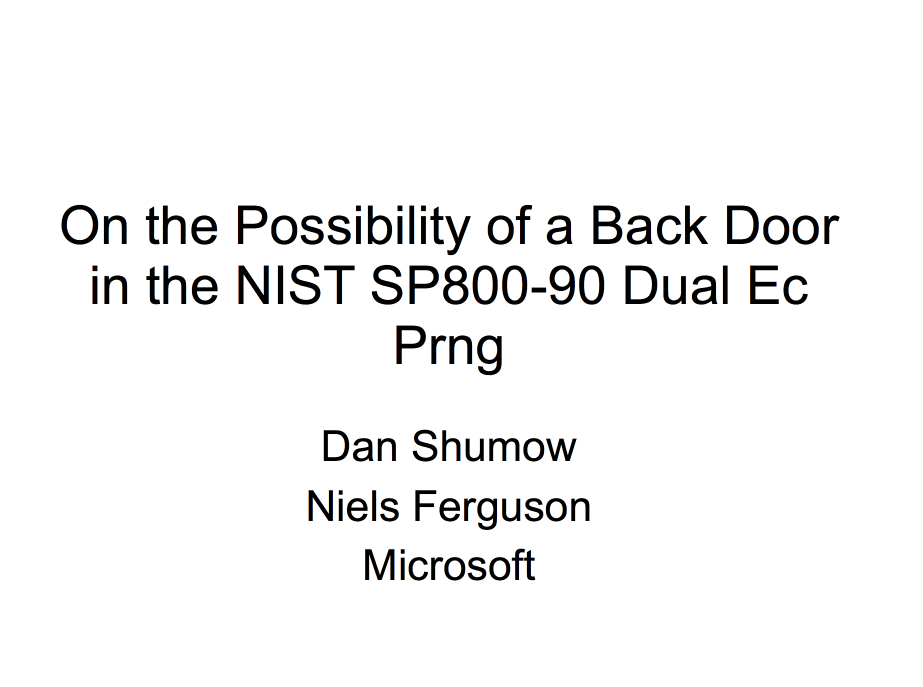 On the Possibility of a Back Door
in the NIST SP800-90 Dual Ec
Prng
Dan Shumow
Niels Ferguson
Microsoft